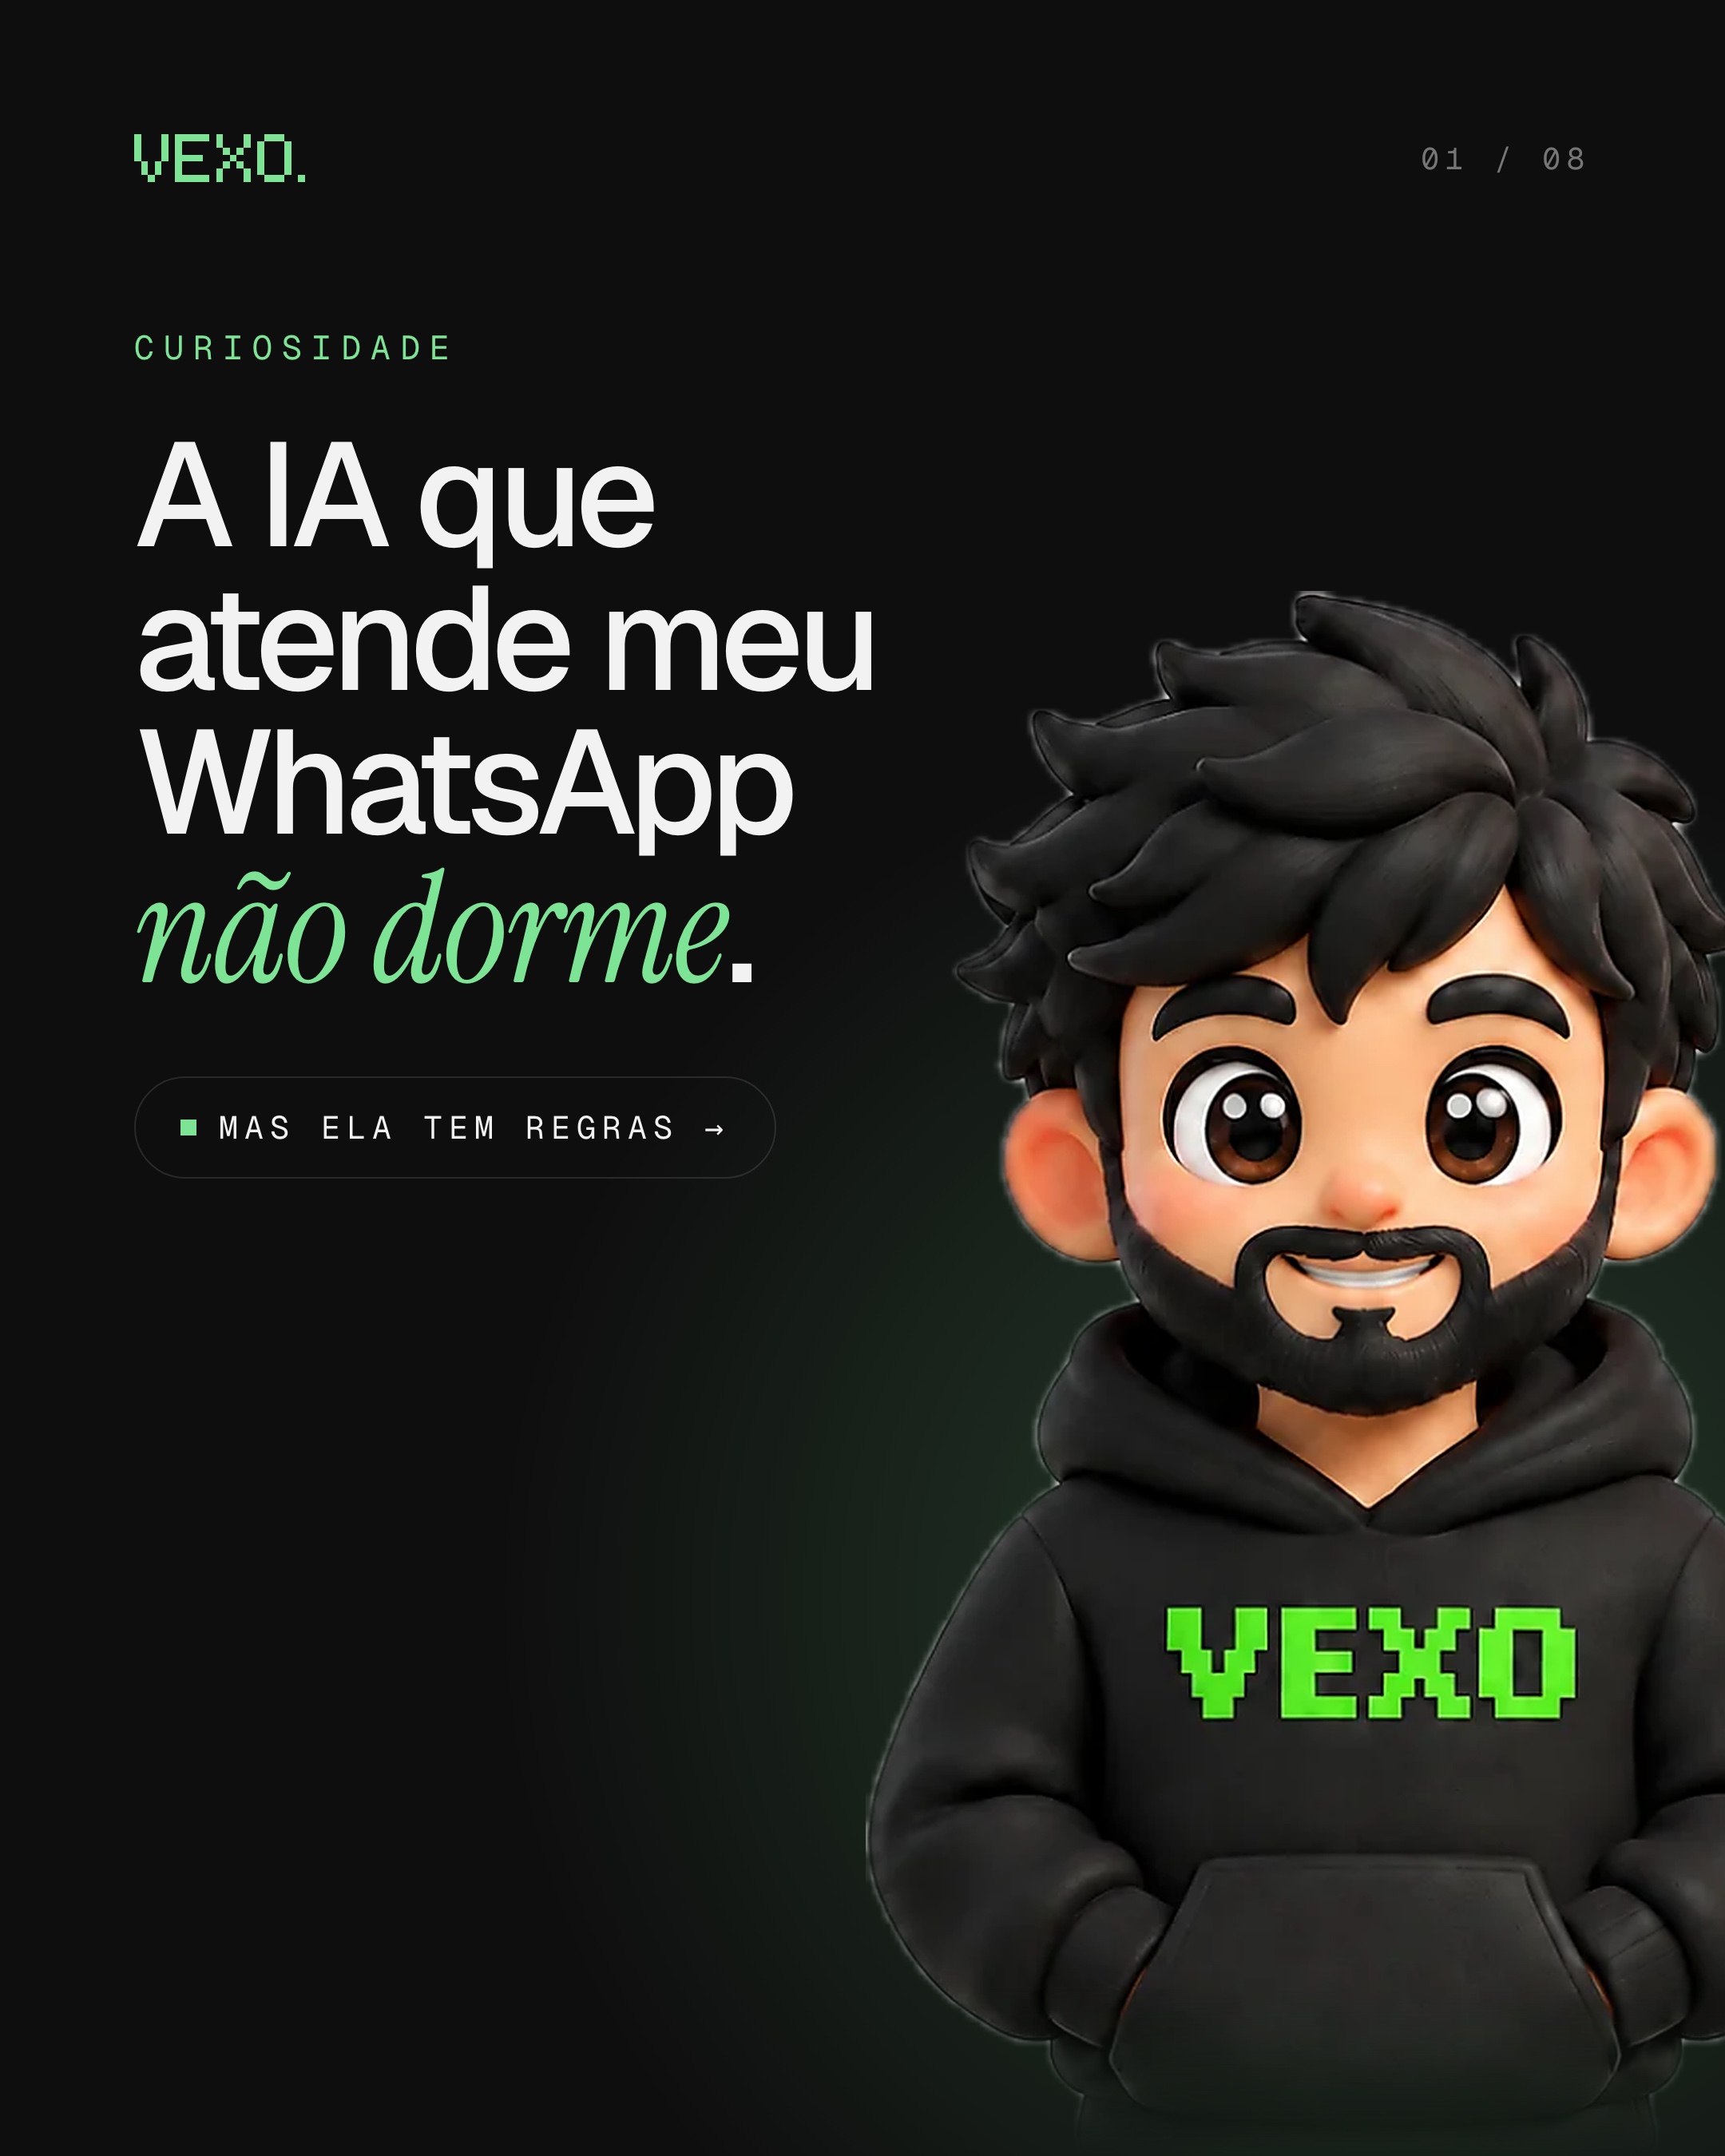 VEXO.
01 / 08
CURIOSIDADE
A IA que
atende meu
WhatsApp
não dorme.
MAS ELA TEM REGRAS →
VEXO